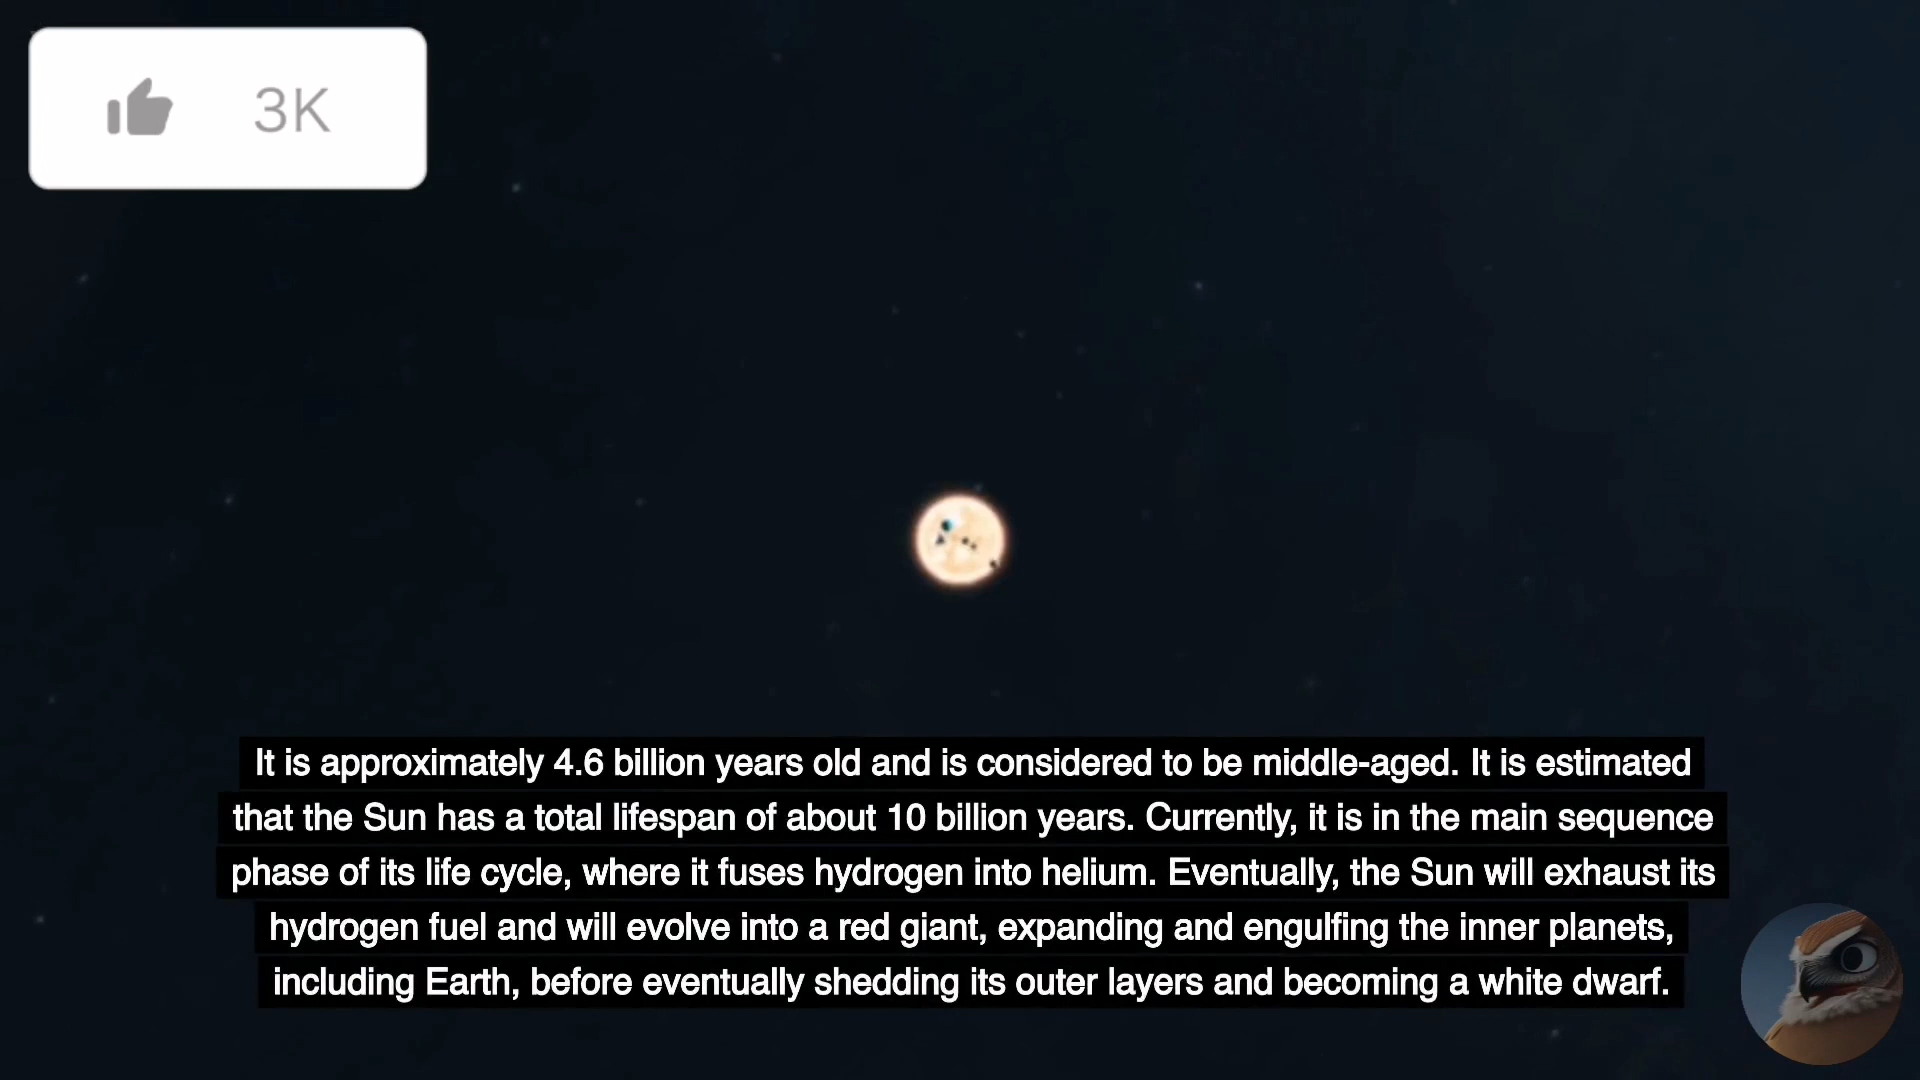 3K
It is approximately 4.6 billion years old and is considered to be middle-aged. It is estimated
that the Sun has a total lifespan of about 10 billion years. Currently, it is in the main sequence
phase of its life cycle, where it fuses hydrogen into helium. Eventually, the Sun will exhaust its
hydrogen fuel and will evolve into a red giant, expanding and engulfing the inner planets,
including Earth, before eventually shedding its outer layers and becoming a white dwarf.